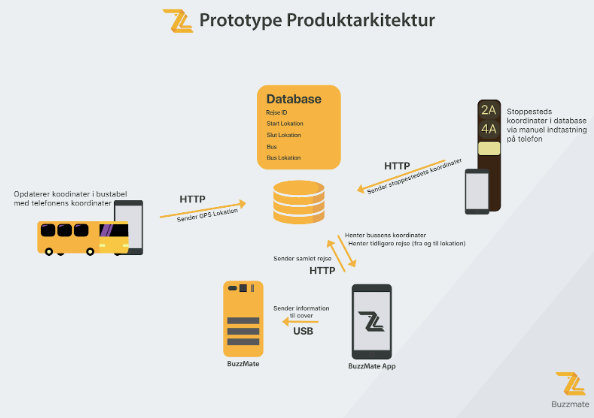 Prototype Produktarkitektur
Database
Rejse ID
Start Lokation
Slut Lokation
Bus
Bus Lokation
2A
4A
Stoppesteds
koordinater i database
via manuel indtastning
på telefon
HTTP
Sender stoppestedets koordinater
Opdaterer koodinater i bustabel
med telefonens koordinater
HTTP
Sender GPS Lokation
Henter bussens koordinater
Henter tidligere rejse (fra og til lokation)
Sender samlet rejse
HTTP
Sender information
til cover
USB
BuzzMate
BuzzMate App
Buzzmate